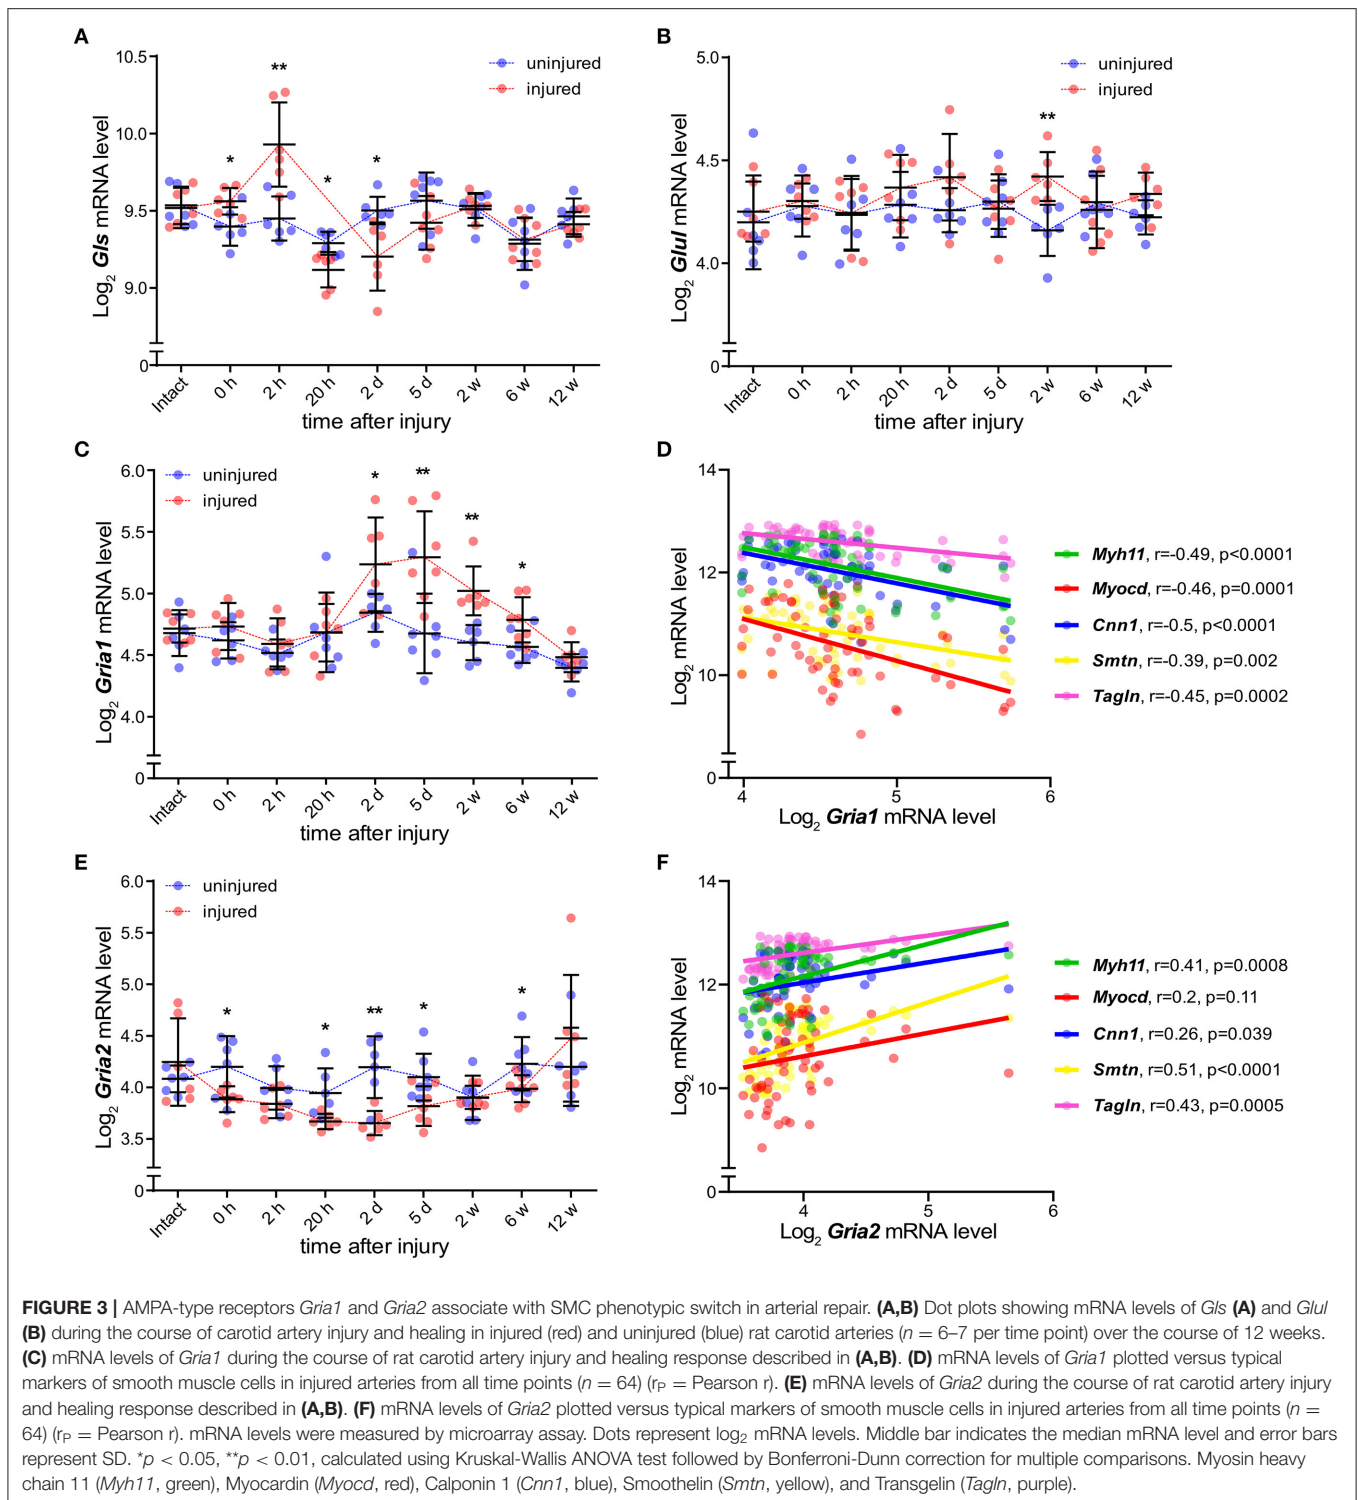 A
10.5
10.0
9.5
9.0
0
Log2 Gls mRNA level
uninjured
injured
**
*
*
*
Intact
0 h
2 h
20 h
2 d
5 d
2 w
6 w
12 w
time after injury
B
5.0
4.5
4.0
0
Log2 Glul mRNA level
uninjured
injured
**
Intact
0 h
2 h
20 h
2 d
5 d
2 w
6 w
12 w
time after injury
C
6.0
5.5
5.0
4.5
4.0
0
Log2 Gria1 mRNA level
uninjured
injured
*
**
**
*
Intact
0 h
2 h
20 h
2 d
5 d
2 w
6 w
12 w
time after injury
D
14
12
10
0
Log2 mRNA level
4
5
6
Log2 Gria1 mRNA level
Myh11, r=-0.49, p<0.0001
Myocd, r=-0.46, p=0.0001
Cnn1, r=-0.5, p<0.0001
Smtn, r=-0.39, p=0.002
Tagln, r=-0.45, p=0.0002
E
6.0
5.5
5.0
4.5
4.0
3.5
0
Log2 Gria2 mRNA level
uninjured
injured
*
*
**
*
*
Intact
0 h
2 h
20 h
2 d
5 d
2 w
6 w
12 w
time after injury
F
14
12
10
0
Log2 mRNA level
4
5
6
Log2 Gria2 mRNA level
Myh11, r=0.41, p=0.0008
Myocd, r=0.2, p=0.11
Cnn1, r=0.26, p=0.039
Smtn, r=0.51, p<0.0001
Tagln, r=0.43, p=0.0005
FIGURE 3 | AMPA-type receptors Gria1 and Gria2 associate with SMC phenotypic switch in arterial repair. (A,B) Dot plots showing mRNA levels of Gls (A) and Glul
(B) during the course of carotid artery injury and healing in injured (red) and uninjured (blue) rat carotid arteries (n = 6–7 per time point) over the course of 12 weeks.
(C) mRNA levels of Gria1 during the course of rat carotid artery injury and healing response described in (A,B). (D) mRNA levels of Gria1 plotted versus typical
markers of smooth muscle cells in injured arteries from all time points (n = 64) (rP = Pearson r). (E) mRNA levels of Gria2 during the course of rat carotid artery injury
and healing response described in (A,B). (F) mRNA levels of Gria2 plotted versus typical markers of smooth muscle cells in injured arteries from all time points (n =
64) (rP = Pearson r). mRNA levels were measured by microarray assay. Dots represent log2 mRNA levels. Middle bar indicates the median mRNA level and error bars
represent SD. *p < 0.05, **p < 0.01, calculated using Kruskal-Wallis ANOVA test followed by Bonferroni-Dunn correction for multiple comparisons. Myosin heavy
chain 11 (Myh11, green), Myocardin (Myocd, red), Calponin 1 (Cnn1, blue), Smoothelin (Smtn, yellow), and Transgelin (Tagln, purple).